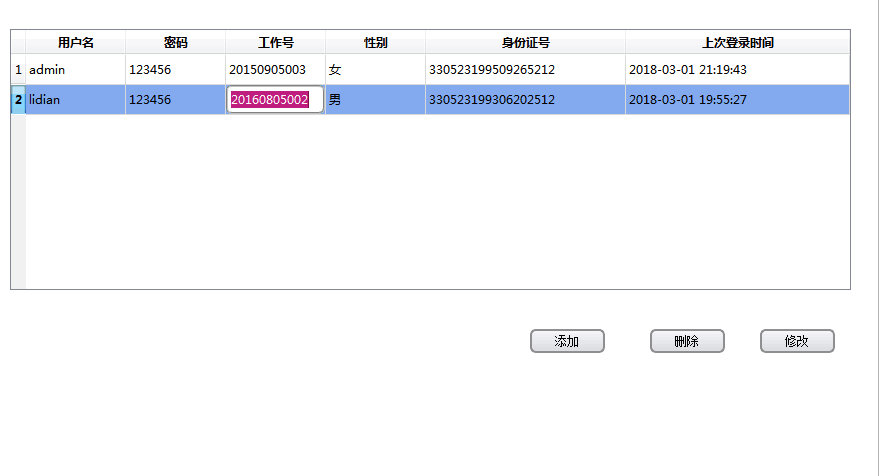 用户名 密码 工作号 性别 身份证号 上次登录时间
1 admin 123456 20150905003 女 330523199509265212 2018-03-01 21:19:43
2 lidian 123456 20160805002 男 330523199306202512 2018-03-01 19:55:27
添加 删除 修改